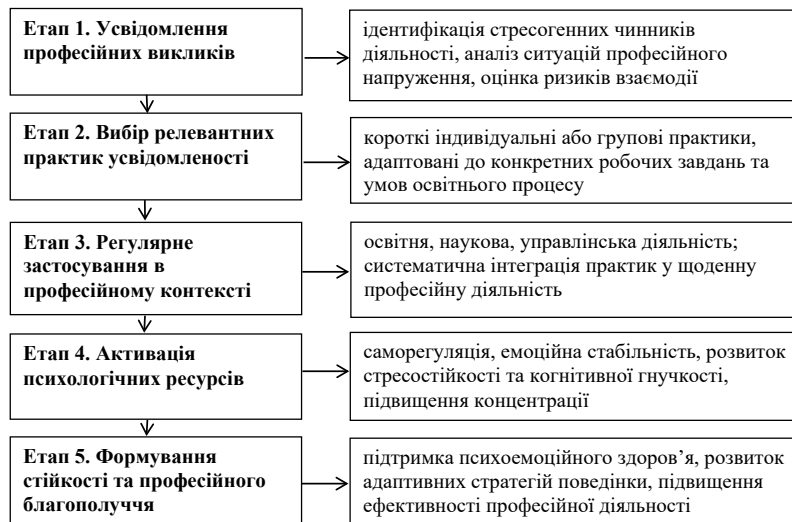 Етап 1. Усвідомлення
професійних викликів
ідентифікація стресогенних чинників
діяльності, аналіз ситуацій професійного
напруження, оцінка ризиків взаємодії
Етап 2. Вибір релевантних
практик усвідомленості
короткі індивідуальні або групові практики,
адаптовані до конкретних робочих завдань та
умов освітнього процесу
Етап 3. Регулярне
застосування в
професійному контексті
освітня, наукова, управлінська діяльність;
систематична інтеграція практик у щоденну
професійну діяльність
Етап 4. Активація
психологічних ресурсів
саморегуляція, емоційна стабільність, розвиток
стресостійкості та когнітивної гнучкості,
підвищення концентрації
Етап 5. Формування
стійкості та професійного
благополуччя
підтримка психоемоційного здоров’я, розвиток
адаптивних стратегій поведінки, підвищення
ефективності професійної діяльності